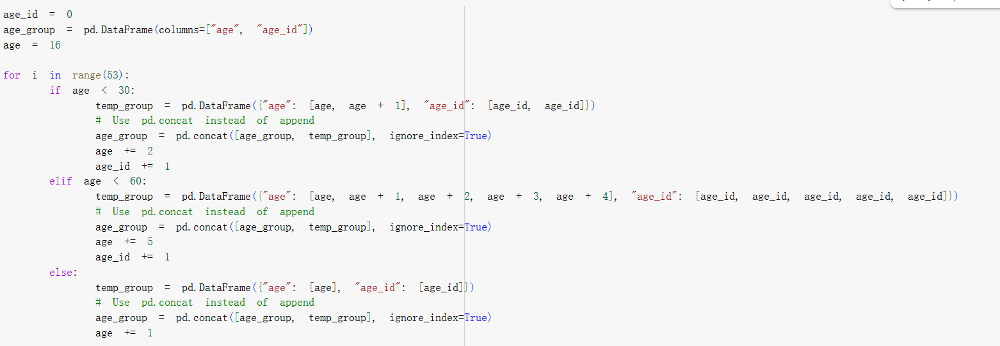 age_id = 0
age_group = pd.DataFrame(columns=["age", "age_id"])
age = 16
for i in range(53):
    if age < 30:
        temp_group = pd.DataFrame({"age": [age, age + 1], "age_id": [age_id, age_id]})
        # Use pd.concat instead of append
        age_group = pd.concat([age_group, temp_group], ignore_index=True)
        age += 2
        age_id += 1
    elif age < 60:
        temp_group = pd.DataFrame({"age": [age, age + 1, age + 2, age + 3, age + 4], "age_id": [age_id, age_id, age_id, age_id, age_id]})
        # Use pd.concat instead of append
        age_group = pd.concat([age_group, temp_group], ignore_index=True)
        age += 5
        age_id += 1
    else:
        temp_group = pd.DataFrame({"age": [age], "age_id": [age_id]})
        # Use pd.concat instead of append
        age_group = pd.concat([age_group, temp_group], ignore_index=True)
        age += 1